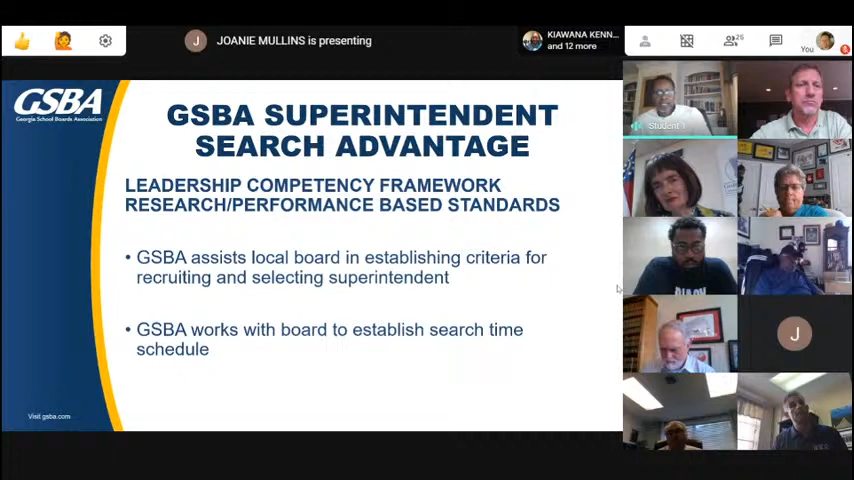 JOANIE MULLINS is presenting
KIAWANA KENN...
and 12 more
25
You
J
GSBA
Georgia School Boards Association
GSBA SUPERINTENDENT
SEARCH ADVANTAGE
LEADERSHIP COMPETENCY FRAMEWORK
RESEARCH/PERFORMANCE BASED STANDARDS
• GSBA assists local board in establishing criteria for
recruiting and selecting superintendent
• GSBA works with board to establish search time
schedule
Visit gsba.com
Student 1
J